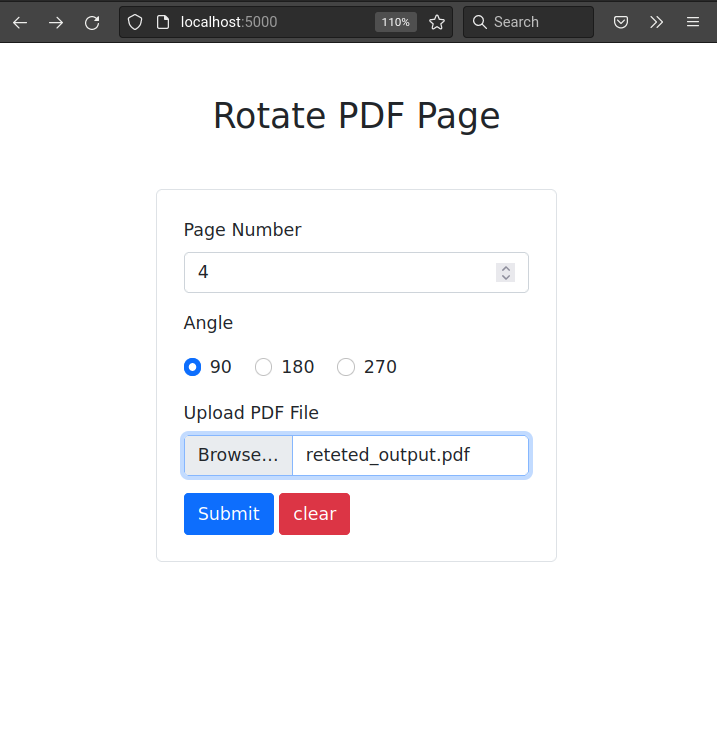 localhost:5000 110% Search
Rotate PDF Page
Page Number
4
Angle
90 180 270
Upload PDF File
Browse... reteted_output.pdf
Submit clear